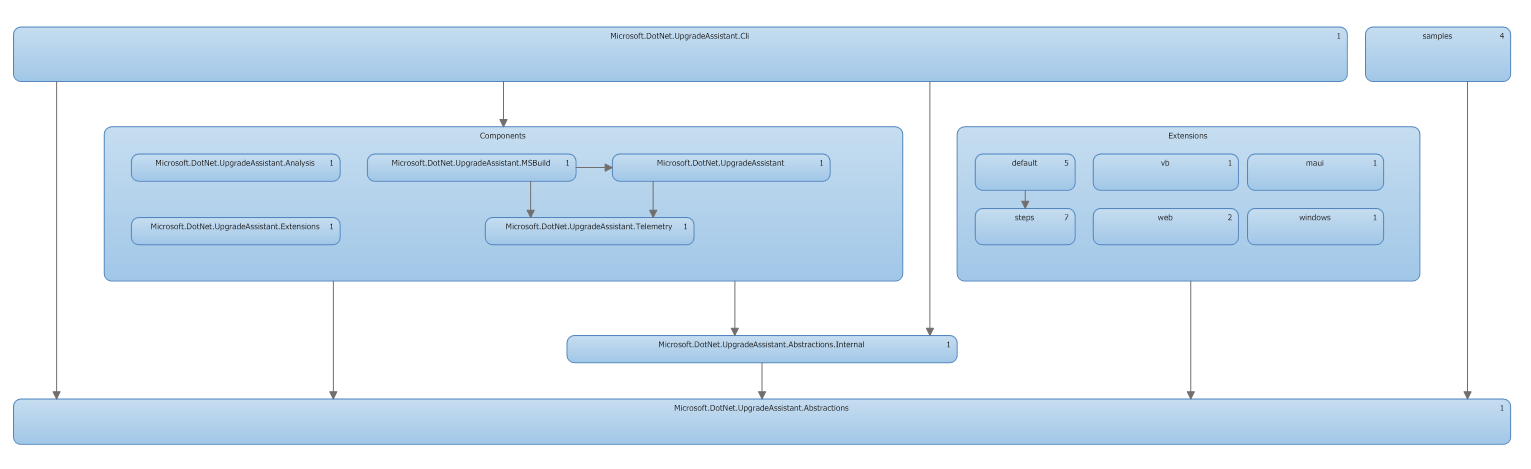 Microsoft.DotNet.UpgradeAssistant.Cli 1
samples 4
Components
Microsoft.DotNet.UpgradeAssistant.Analysis 1
Microsoft.DotNet.UpgradeAssistant.MSBuild 1
Microsoft.DotNet.UpgradeAssistant 1
Microsoft.DotNet.UpgradeAssistant.Extensions 1
Microsoft.DotNet.UpgradeAssistant.Telemetry 1
Extensions
default 5
vb 1
maui 1
steps 7
web 2
windows 1
Microsoft.DotNet.UpgradeAssistant.Abstractions.Internal 1
Microsoft.DotNet.UpgradeAssistant.Abstractions 1